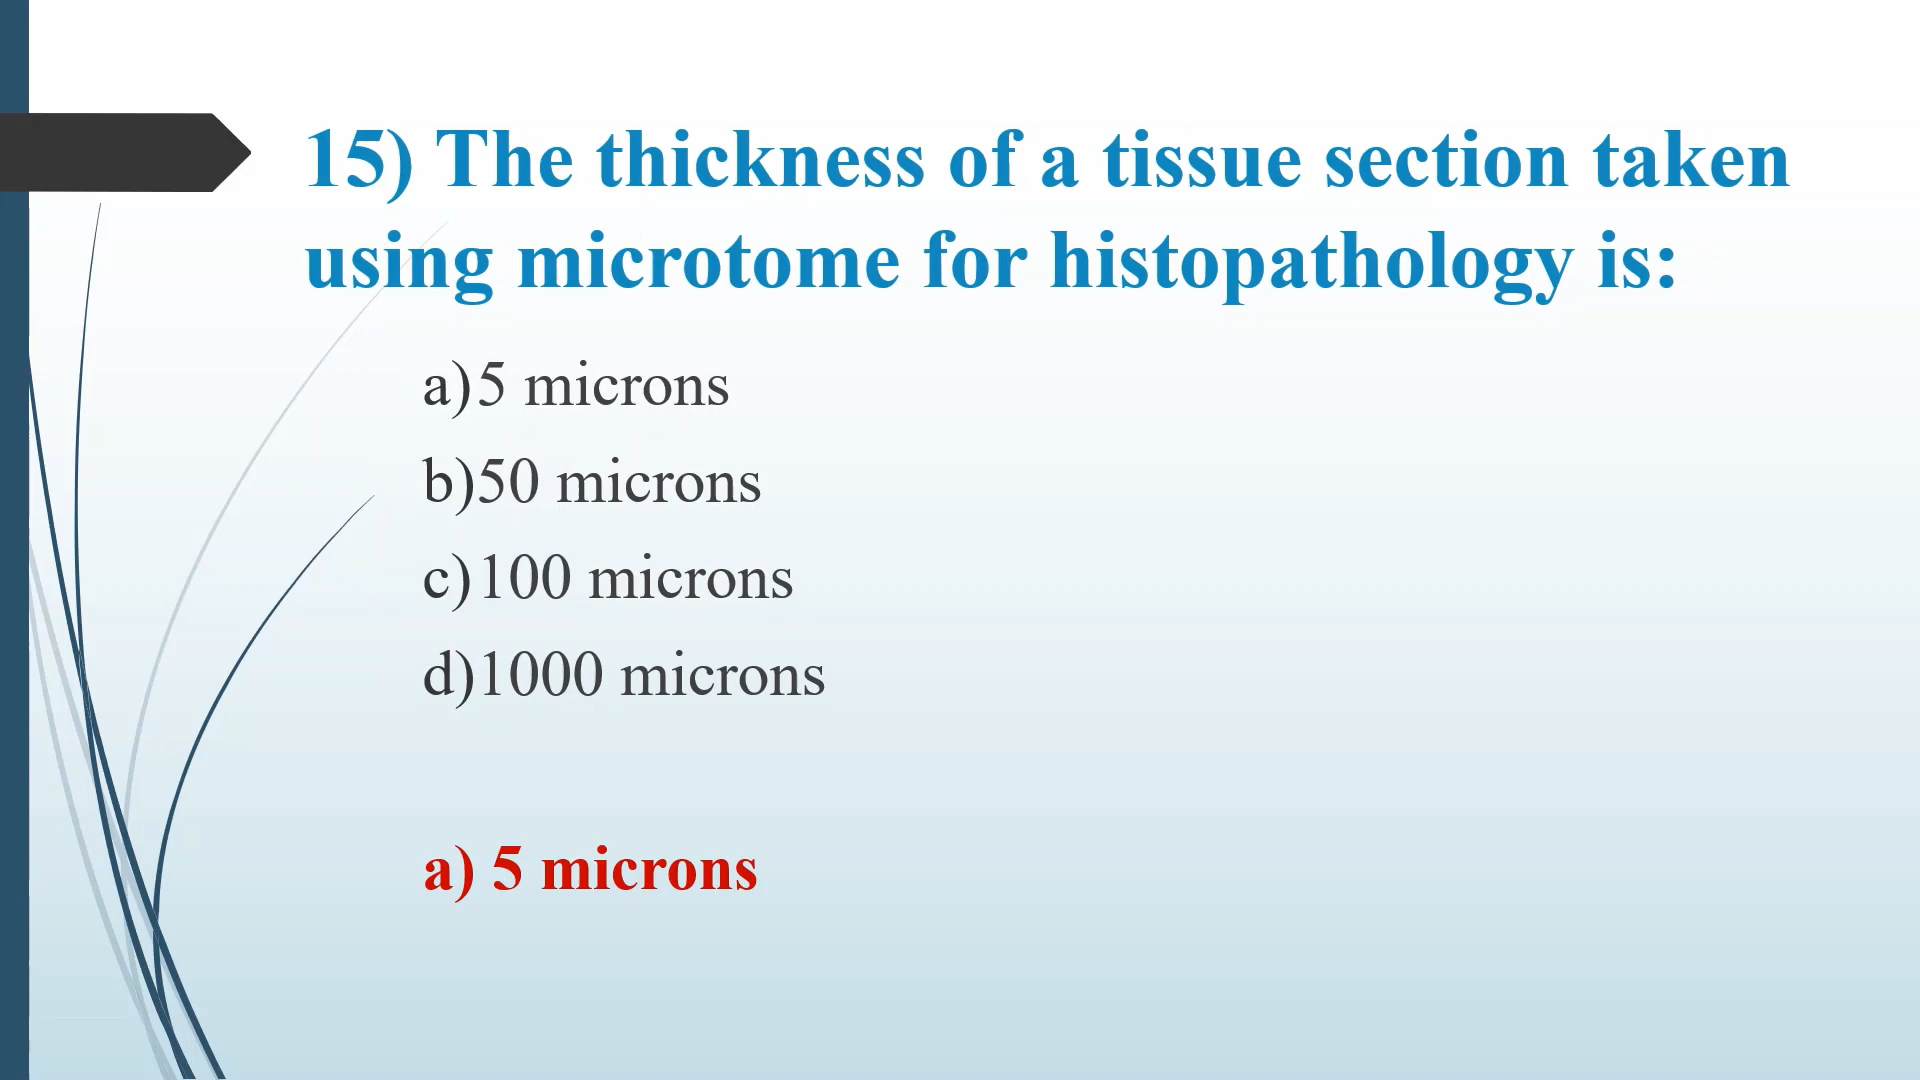 15) The thickness of a tissue section taken
using microtome for histopathology is:
a) 5 microns
b) 50 microns
c) 100 microns
d) 1000 microns
a) 5 microns